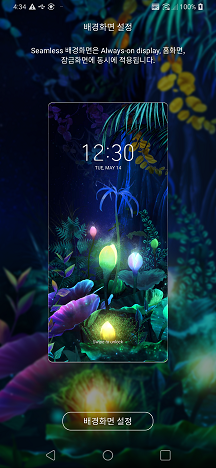 4:34 100%
배경화면 설정
Seamless 배경화면은 Always-on display, 홈화면,
잠금화면에 동시에 적용됩니다.
12:30
TUE, MAY 14
Swipe to unlock
배경화면 설정